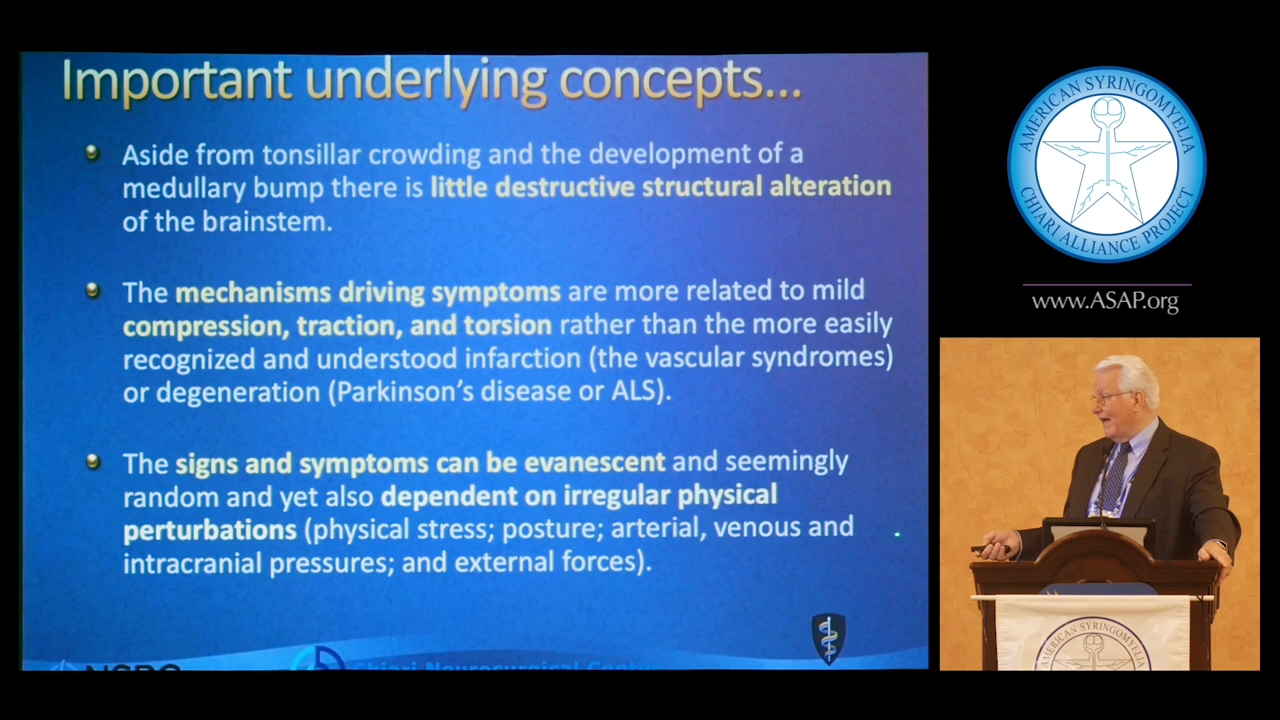 Important underlying concepts...
Aside from tonsillar crowding and the development of a
medullary bump there is little destructive structural alteration
of the brainstem.
The mechanisms driving symptoms are more related to mild
compression, traction, and torsion rather than the more easily
recognized and understood infarction (the vascular syndromes)
or degeneration (Parkinson's disease or ALS).
The signs and symptoms can be evanescent and seemingly
random and yet also dependent on irregular physical
perturbations (physical stress; posture; arterial, venous and
intracranial pressures; and external forces).
Chiari Neurosurgical
AMERICAN SYRINGOMYELIA
CHIARI ALLIANCE PROJECT
www.ASAP.org
AMERICAN SYRINGOMYELIA